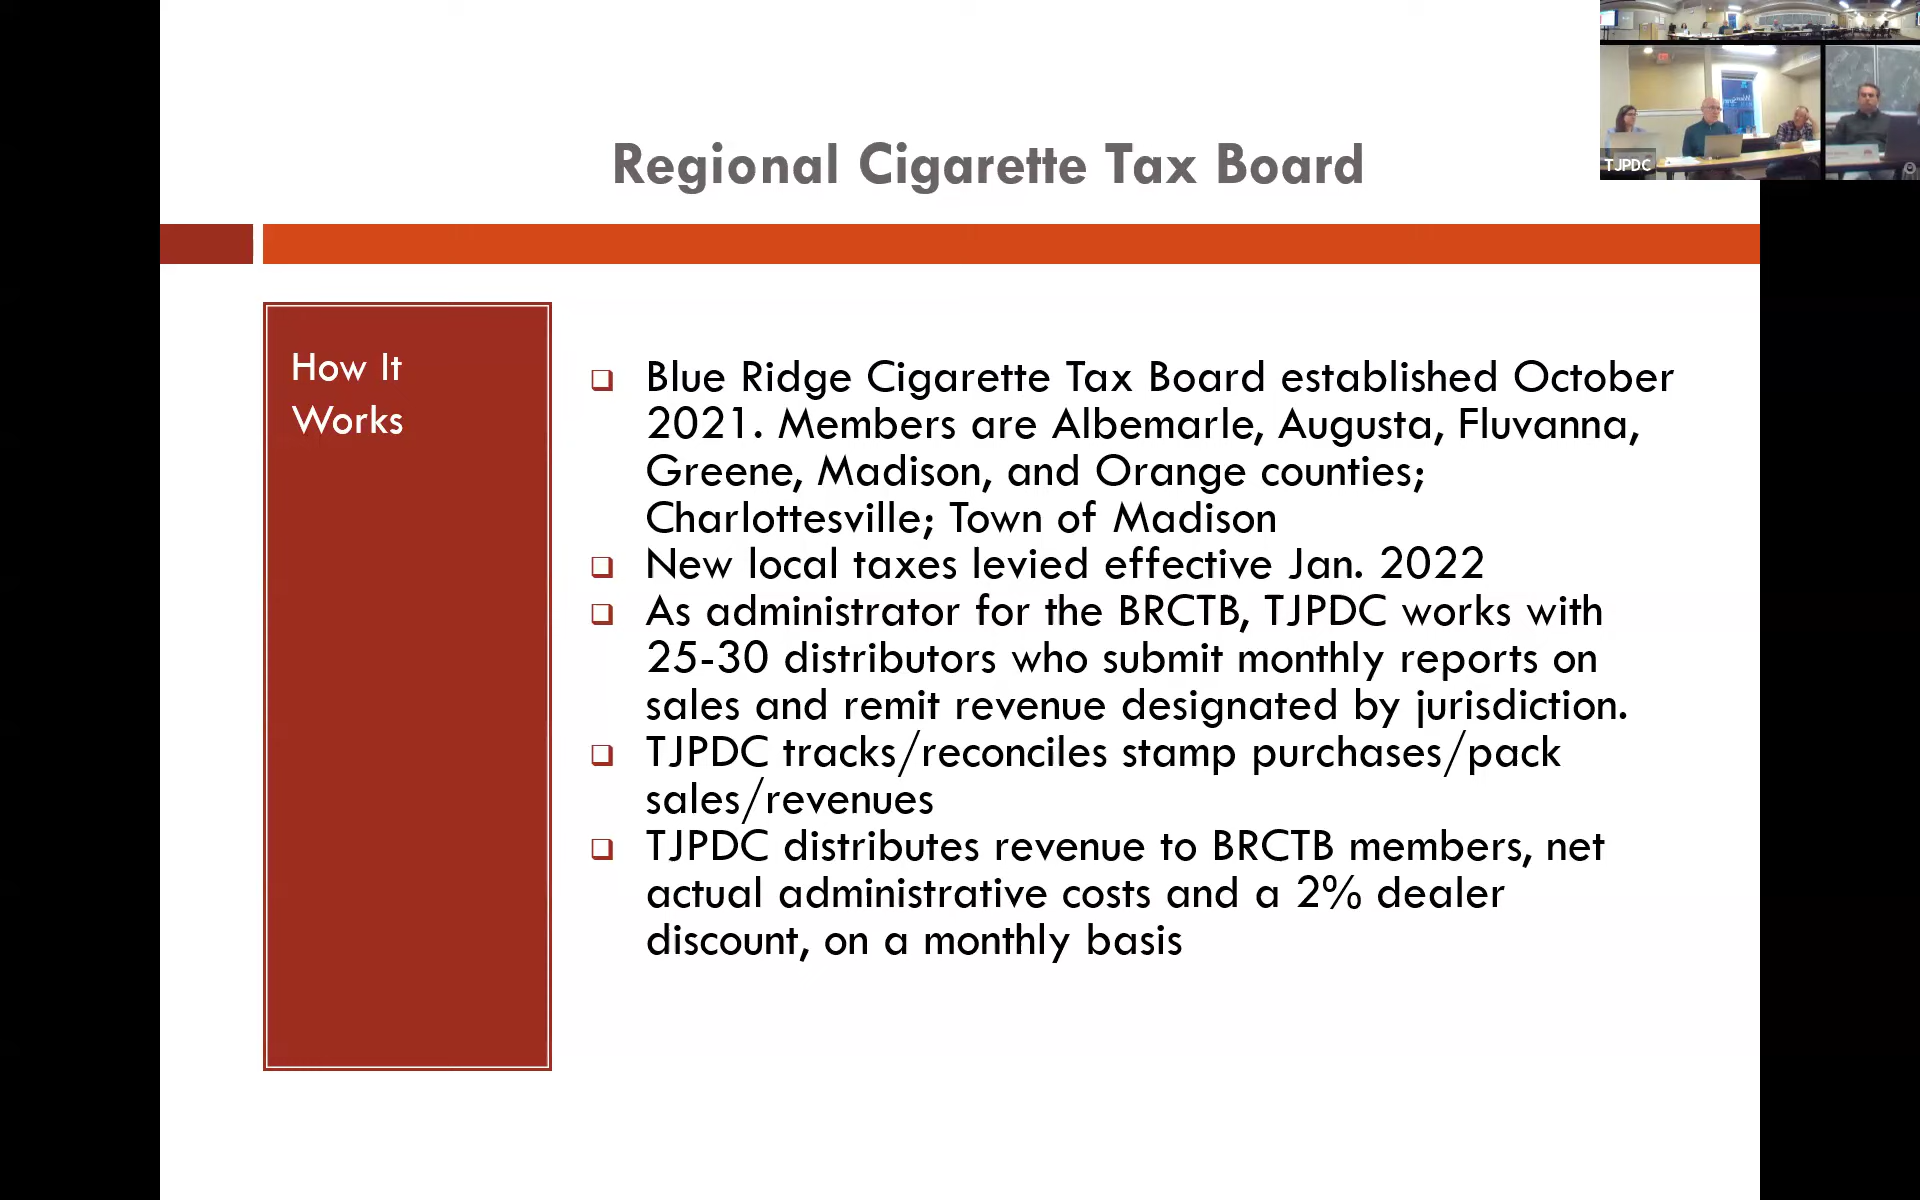 Regional Cigarette Tax Board
TJPDC
How It
Works
Blue Ridge Cigarette Tax Board established October
2021. Members are Albemarle, Augusta, Fluvanna,
Greene, Madison, and Orange counties;
Charlottesville; Town of Madison
New local taxes levied effective Jan. 2022
As administrator for the BRCTB, TJPDC works with
25-30 distributors who submit monthly reports on
sales and remit revenue designated by jurisdiction.
TJPDC tracks/reconciles stamp purchases/pack
sales/revenues
TJPDC distributes revenue to BRCTB members, net
actual administrative costs and a 2% dealer
discount, on a monthly basis